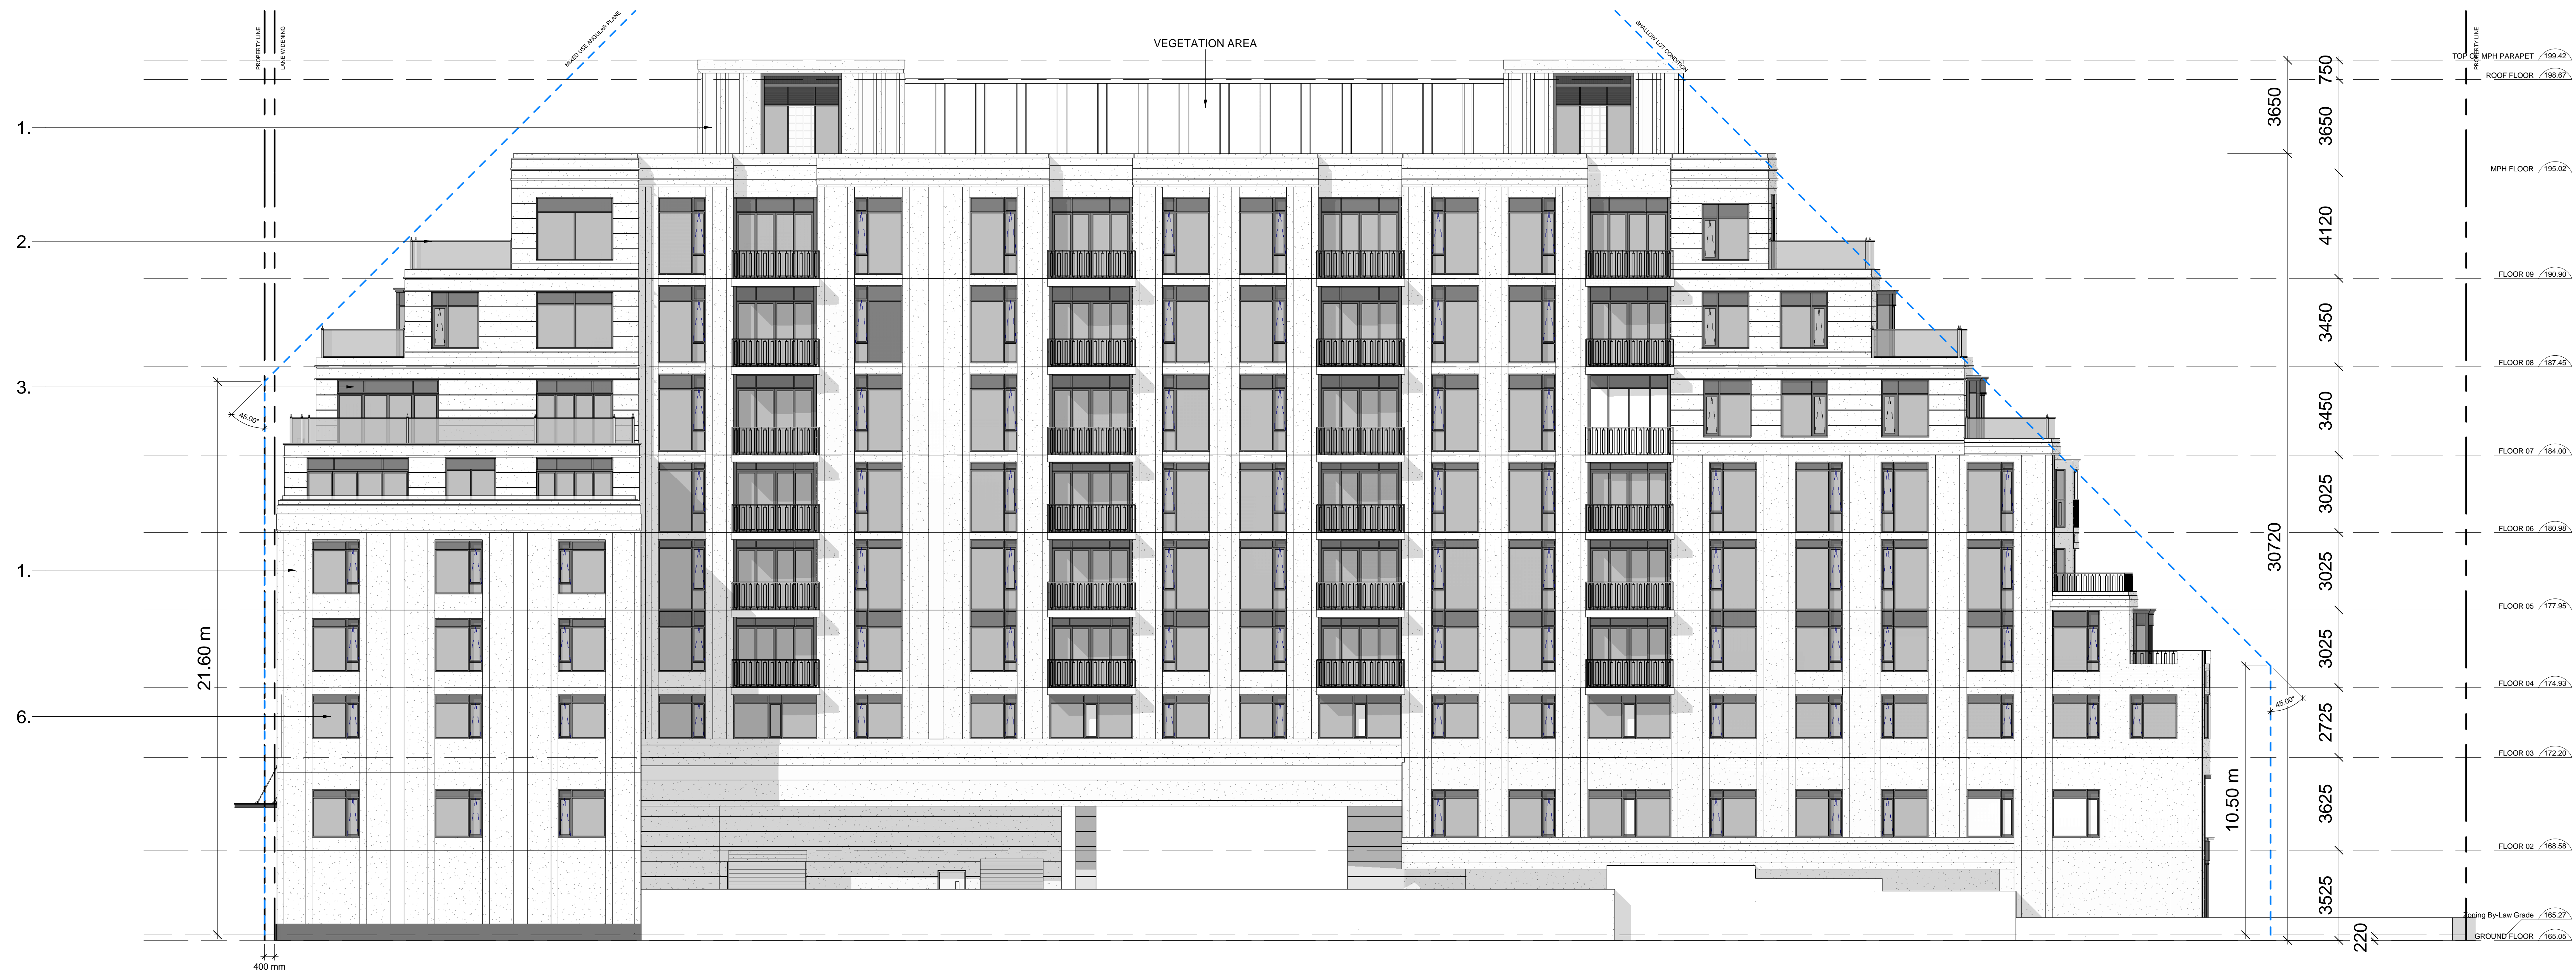 PROPERTY LINE
LANE WIDENING
MIXED USE ANGULAR PLANE
VEGETATION AREA
SHALLOW LOT CONDITION
PROPERTY LINE
TOP OF MPH PARAPET 199.42
750
ROOF FLOOR 198.67
3650
3650
1.
MPH FLOOR 195.02
4120
2.
FLOOR 09 190.90
3450
FLOOR 08 187.45
3.
3450
45.00°
FLOOR 07 184.00
3025
FLOOR 06 180.98
30720
1.
3025
FLOOR 05 177.95
21.60 m
3025
FLOOR 04 174.93
45.00°
6.
2725
FLOOR 03 172.20
10.50 m
3625
FLOOR 02 168.58
3525
Zoning By-Law Grade 165.27
220
GROUND FLOOR 165.05
400 mm